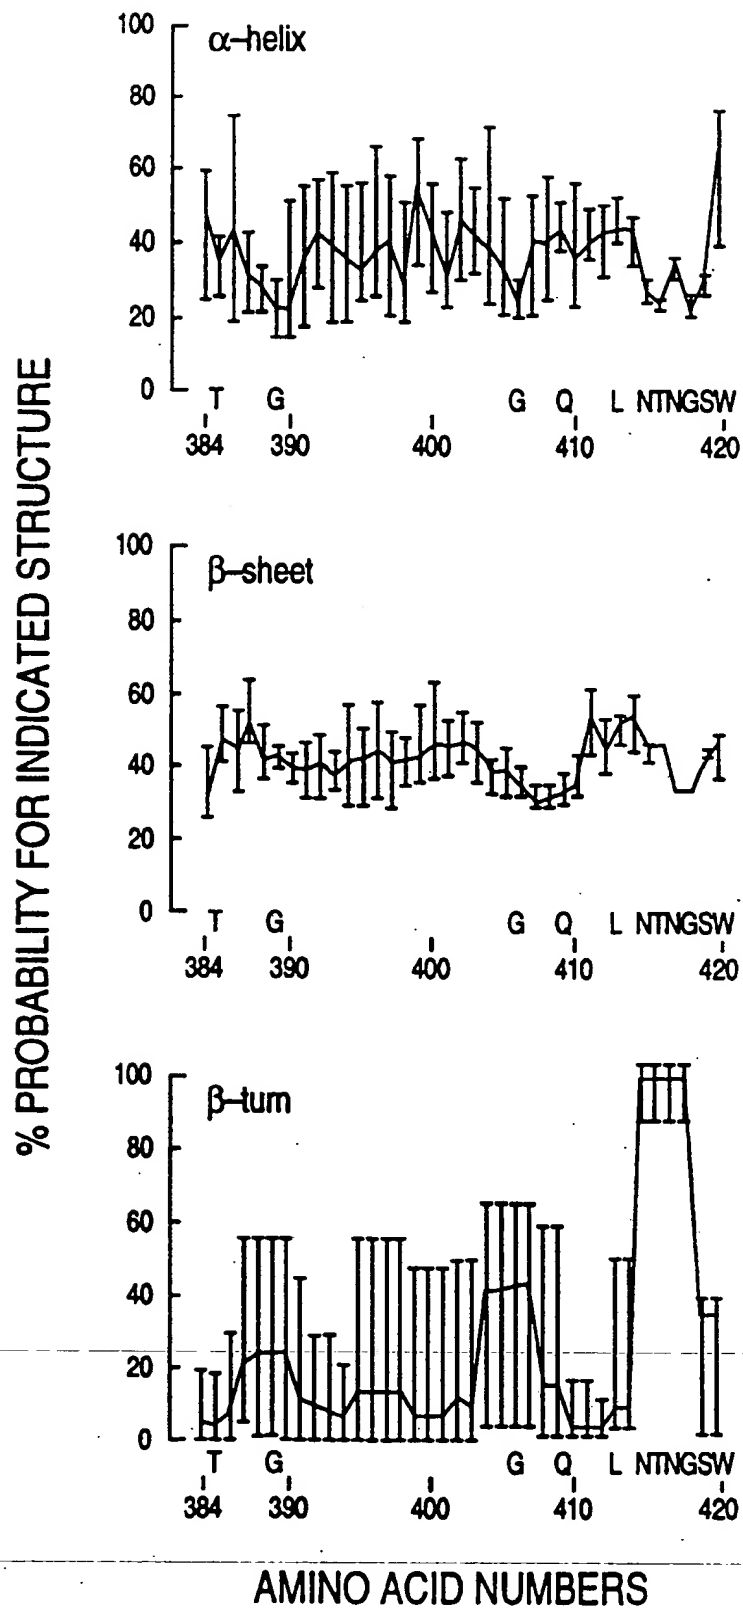 % PROBABILITY FOR INDICATED STRUCTURE
α-helix
100
80
60
40
20
0
T G G Q L NTNGSW
384 390 400 410 420
β-sheet
100
80
60
40
20
0
T G G Q L NTNGSW
384 390 400 410 420
β-turn
100
80
60
40
20
0
T G G Q L NTNGSW
384 390 400 410 420
AMINO ACID NUMBERS